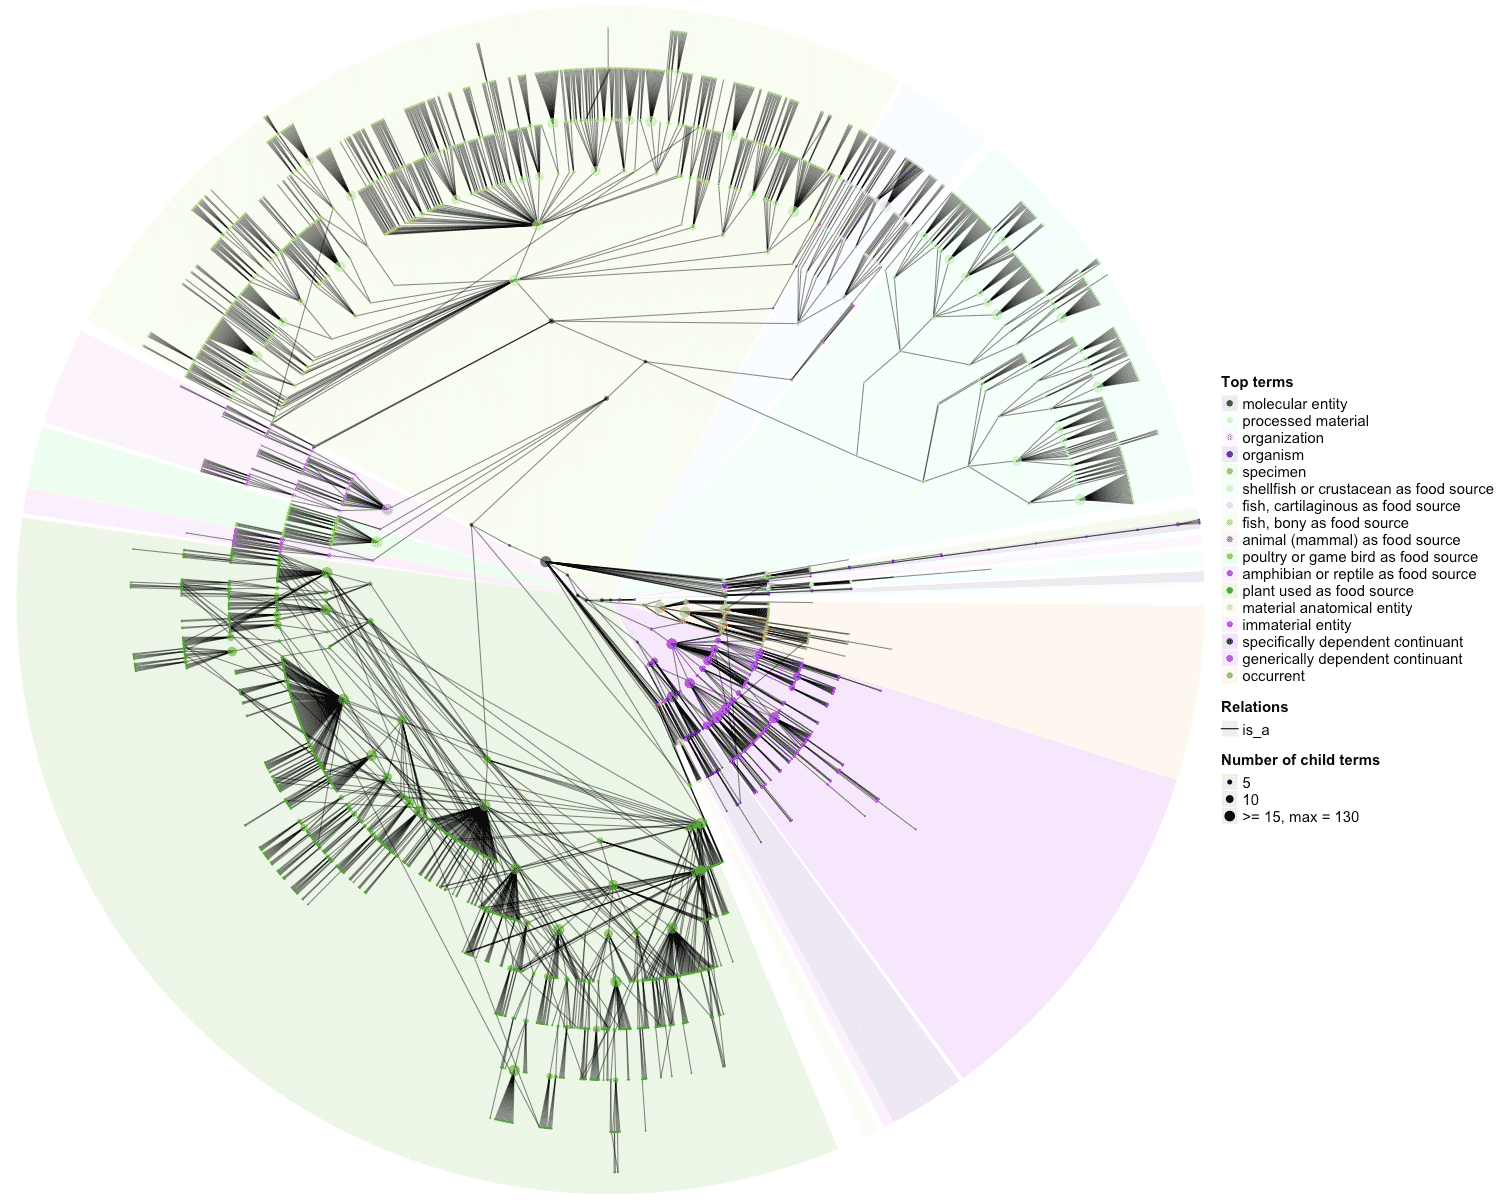 Top terms
molecular entity
processed material
organization
organism
specimen
shellfish or crustacean as food source
fish, cartilaginous as food source
fish, bony as food source
animal (mammal) as food source
poultry or game bird as food source
amphibian or reptile as food source
plant used as food source
material anatomical entity
immaterial entity
specifically dependent continuant
generically dependent continuant
occurrent
Relations
is_a
Number of child terms
5
10
>= 15, max = 130